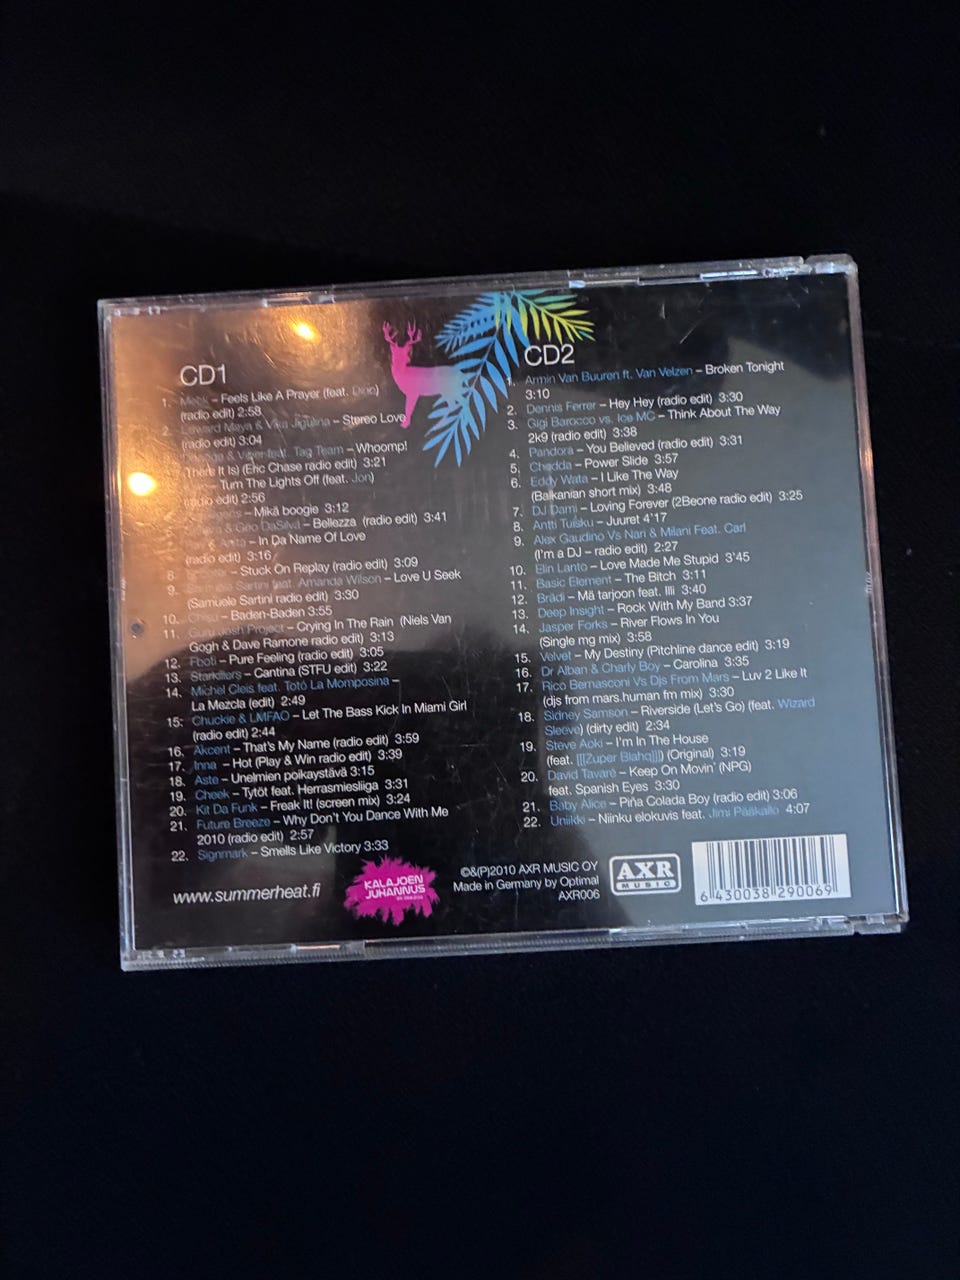 CD1
1. Meck – Feels Like A Prayer (feat. Dino)
(radio edit) 2:58
2. Edward Maya & Vika Jigulina – Stereo Love
(radio edit) 3:04
& Viper feat. Tag Team – Whoomp!
There It Is) (Eric Chase radio edit) 3:21
– Turn The Lights Off (feat. Jon)
(radio edit) 2:56
– Mikä boogie 3:12
& Geo DaSilva – Bellezza (radio edit) 3:41
– In Da Name Of Love
(radio edit) 3:16
8. – Stuck On Replay (radio edit) 3:09
9. Sartini feat. Amanda Wilson – Love U Seek
(Samuele Sartini radio edit) 3:30
10. – Baden-Baden 3:55
11. Guru Josh Project – Crying In The Rain (Niels Van
Gogh & Dave Ramone radio edit) 3:13
12. – Pure Feeling (radio edit) 3:05
13. Starkillers – Cantina (STFU edit) 3:22
14. Michel Cleis feat. Totó La Momposina –
La Mezcla (edit) 2:49
15: Chuckie & LMFAO – Let The Bass Kick In Miami Girl
(radio edit) 2:44
16. Akcent – That's My Name (radio edit) 3:59
17. Inna – Hot (Play & Win radio edit) 3:39
18. Aste – Unelmien poikaystävä 3:15
19. Cheek – Tytöt feat. Herrasmiesliiga 3:31
20. Kit Da Funk – Freak It! (screen mix) 3:24
21. Future Breeze – Why Don't You Dance With Me
2010 (radio edit) 2:57
22. Signmark – Smells Like Victory 3:33
www.summerheat.fi
KALAJOEN
JUHANNUS
CD2
1. Armin Van Buuren ft. Van Velzen – Broken Tonight
3:10
2. Dennis Ferrer – Hey Hey (radio edit) 3:30
3. Gigi Barocco vs. Ice MC – Think About The Way
2k9 (radio edit) 3:38
4. Pandora – You Believed (radio edit) 3:31
5. Chadda – Power Slide 3:57
6. Eddy Wata – I Like The Way
(Balkanian short mix) 3:48
7. DJ Dami – Loving Forever (2Beone radio edit) 3:25
8. Antti Tuisku – Juuret 4'17
9. Alex Gaudino Vs Nari & Milani Feat. Carl
(I'm a DJ – radio edit) 2:27
10. Elin Lanto – Love Made Me Stupid 3'45
11. Basic Element – The Bitch 3:11
12. Brädi – Mä tarjoon feat. Illi 3:40
13. Deep Insight – Rock With My Band 3:37
14. Jasper Forks – River Flows In You
(Single mg mix) 3:58
15. Velvet – My Destiny (Pitchline dance edit) 3:19
16. Dr Alban & Charly Boy – Carolina 3:35
17. Rico Bernasconi Vs Djs From Mars – Luv 2 Like It
(djs from mars.human fm mix) 3:30
18. Sidney Samson – Riverside (Let's Go) (feat. Wizard
Sleeve) (dirty edit) 2:34
19. Steve Aoki – I'm In The House
(feat. [[[Zuper Blahq]]]) (Original) 3:19
20. David Tavaré – Keep On Movin' (NPG)
feat. Spanish Eyes 3:30
21. Baby Alice – Piña Colada Boy (radio edit) 3:06
22. Uniikki – Niinku elokuvis feat. Jimi Pääkallo 4:07
©&(P)2010 AXR MUSIC OY
Made in Germany by Optimal
AXR006
AXR
MUSIC
6 430038 290069